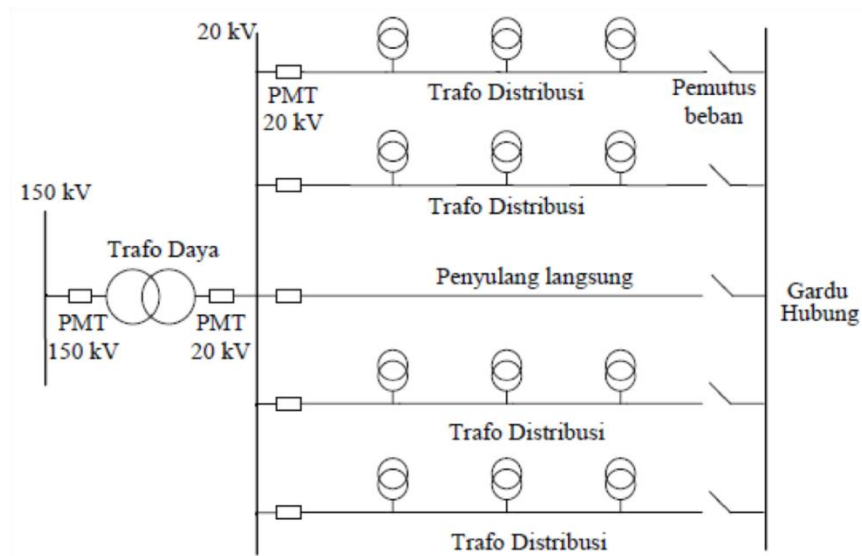 20 kV
PMT
20 kV
Trafo Distribusi
Pemutus
beban
Trafo Distribusi
150 kV
Trafo Daya
PMT
150 kV
PMT
20 kV
Penyulang langsung
Gardu
Hubung
Trafo Distribusi
Trafo Distribusi